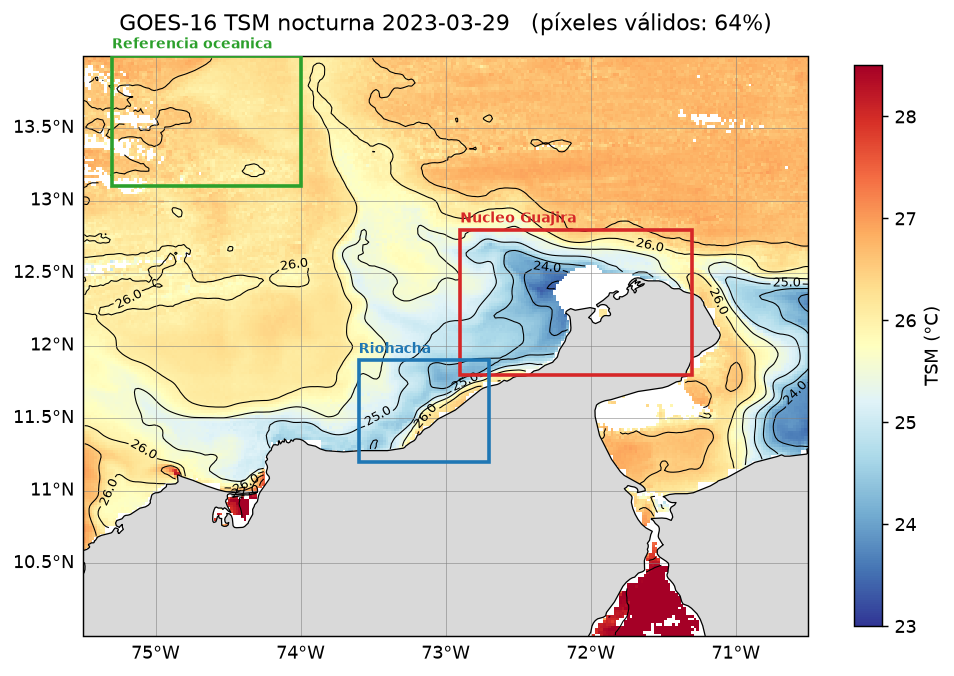 GOES-16 TSM nocturna 2023-03-29 (píxeles válidos: 64%)
Referencia oceanica
Nucleo Guajira
Riohacha
26.0
26.0
26.0
24.0
26.0
25.0
25.0
25.0
26.0
24.0
26.0
26.0
13.5°N
13°N
12.5°N
12°N
11.5°N
11°N
10.5°N
75°W
74°W
73°W
72°W
71°W
28
27
26
25
24
23
TSM (°C)